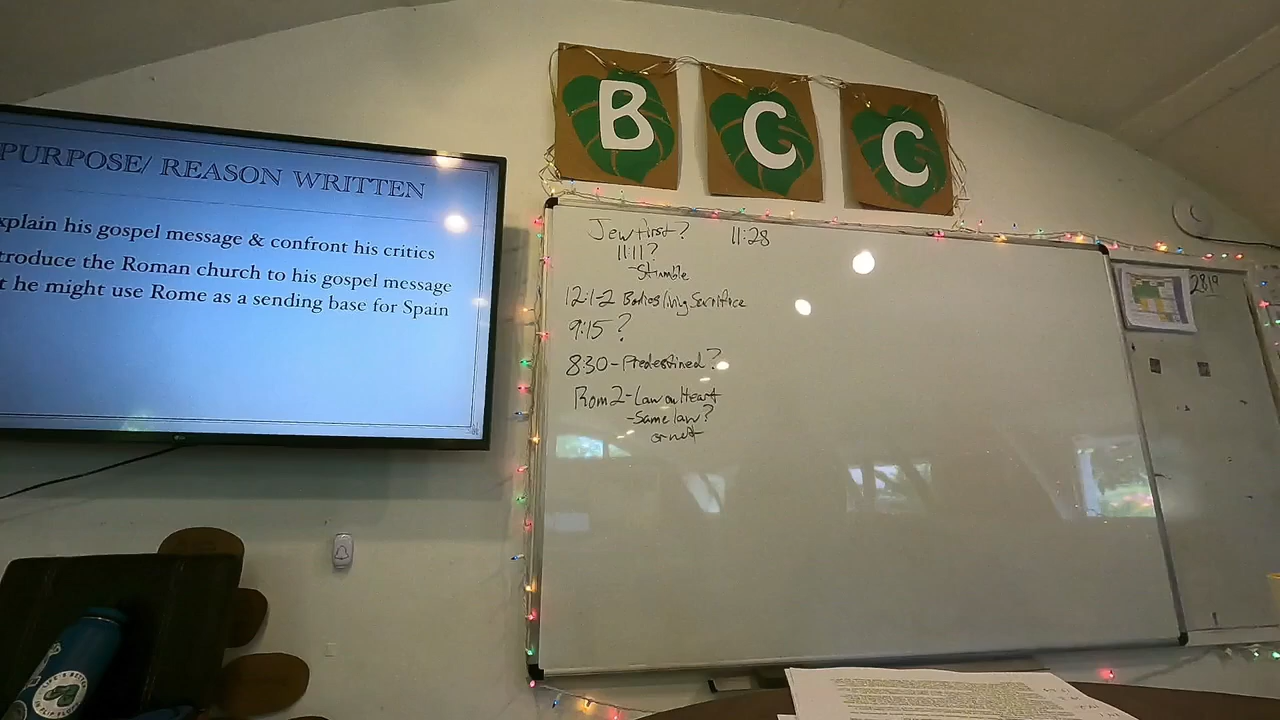 PURPOSE/ REASON WRITTEN
xplain his gospel message & confront his critics
troduce the Roman church to his gospel message
t he might use Rome as a sending base for Spain
B C C
Jew first? 11:28
11:11?
-Stumble
12:1-2 Bodies living Sacrifice
9:15?
8:30-Predestined?
Rom2-Law on Heart
-Same law?
or not
2819